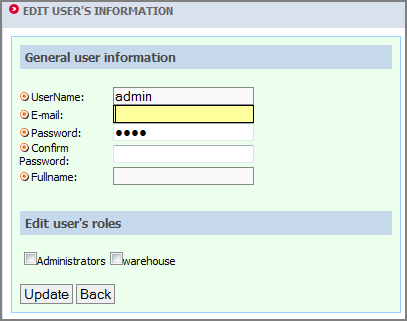 EDIT USER'S INFORMATION
General user information
UserName: admin
E-mail:
Password: ••••
Confirm
Password:
Fullname:
Edit user's roles
Administrators warehouse
Update Back